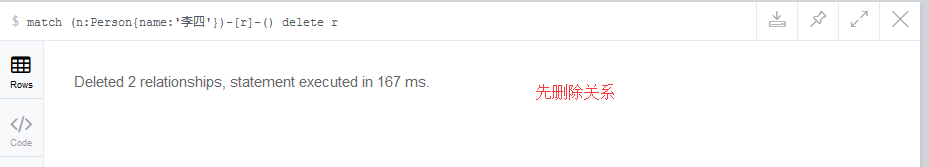 $ match (n:Person{name:'李四'})-[r]-() delete r
Rows
Deleted 2 relationships, statement executed in 167 ms.
先删除关系
Code